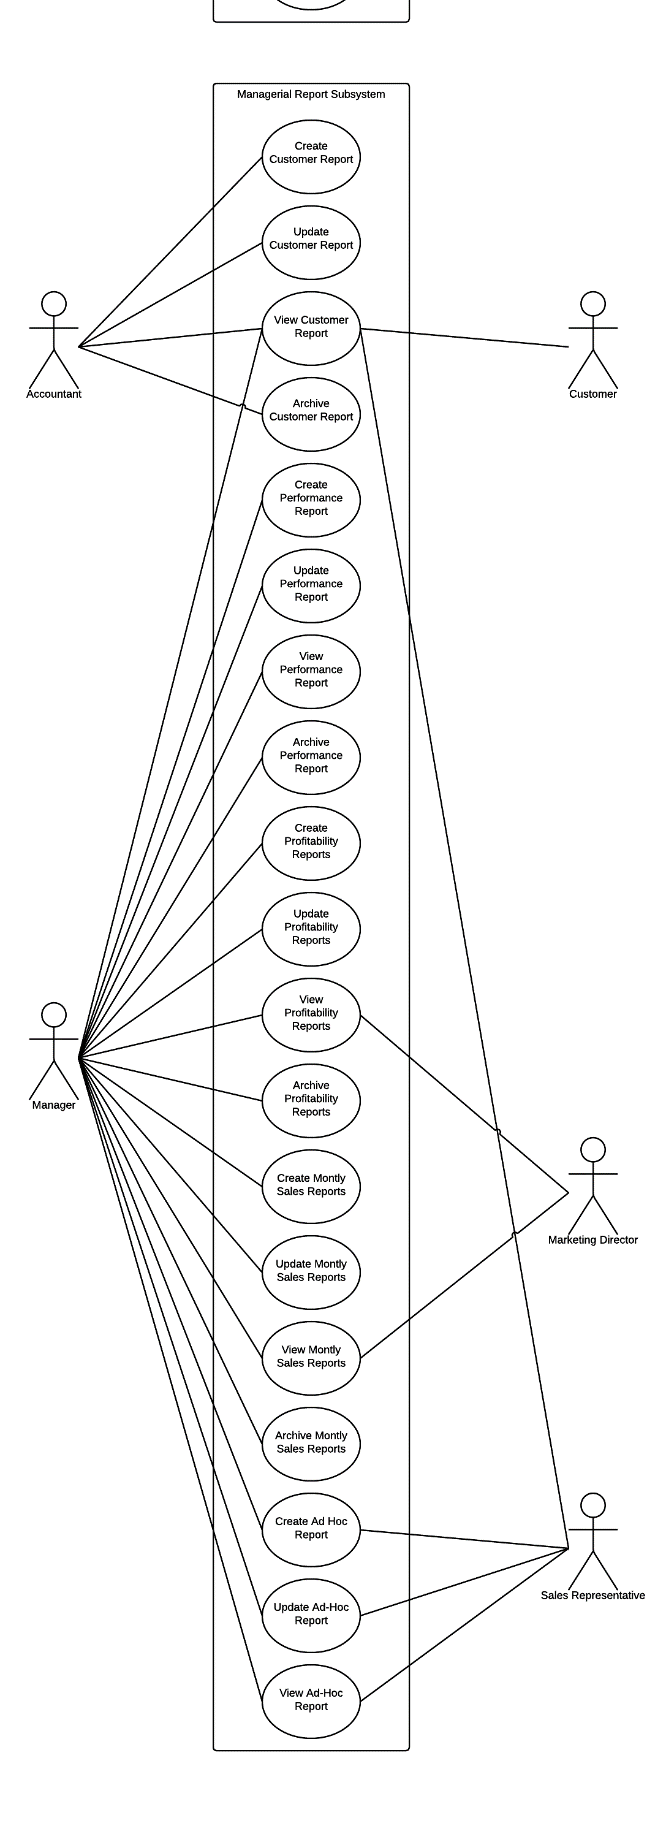 Managerial Report Subsystem
Create
Customer Report
Update
Customer Report
View Customer
Report
Accountant
Customer
Archive
Customer Report
Create
Performance
Report
Update
Performance
Report
View
Performance
Report
Archive
Performance
Report
Create
Profitability
Reports
Update
Profitability
Reports
View
Profitability
Reports
Manager
Archive
Profitability
Reports
Create Montly
Sales Reports
Marketing Director
Update Montly
Sales Reports
View Montly
Sales Reports
Archive Montly
Sales Reports
Create Ad Hoc
Report
Sales Representative
Update Ad-Hoc
Report
View Ad-Hoc
Report